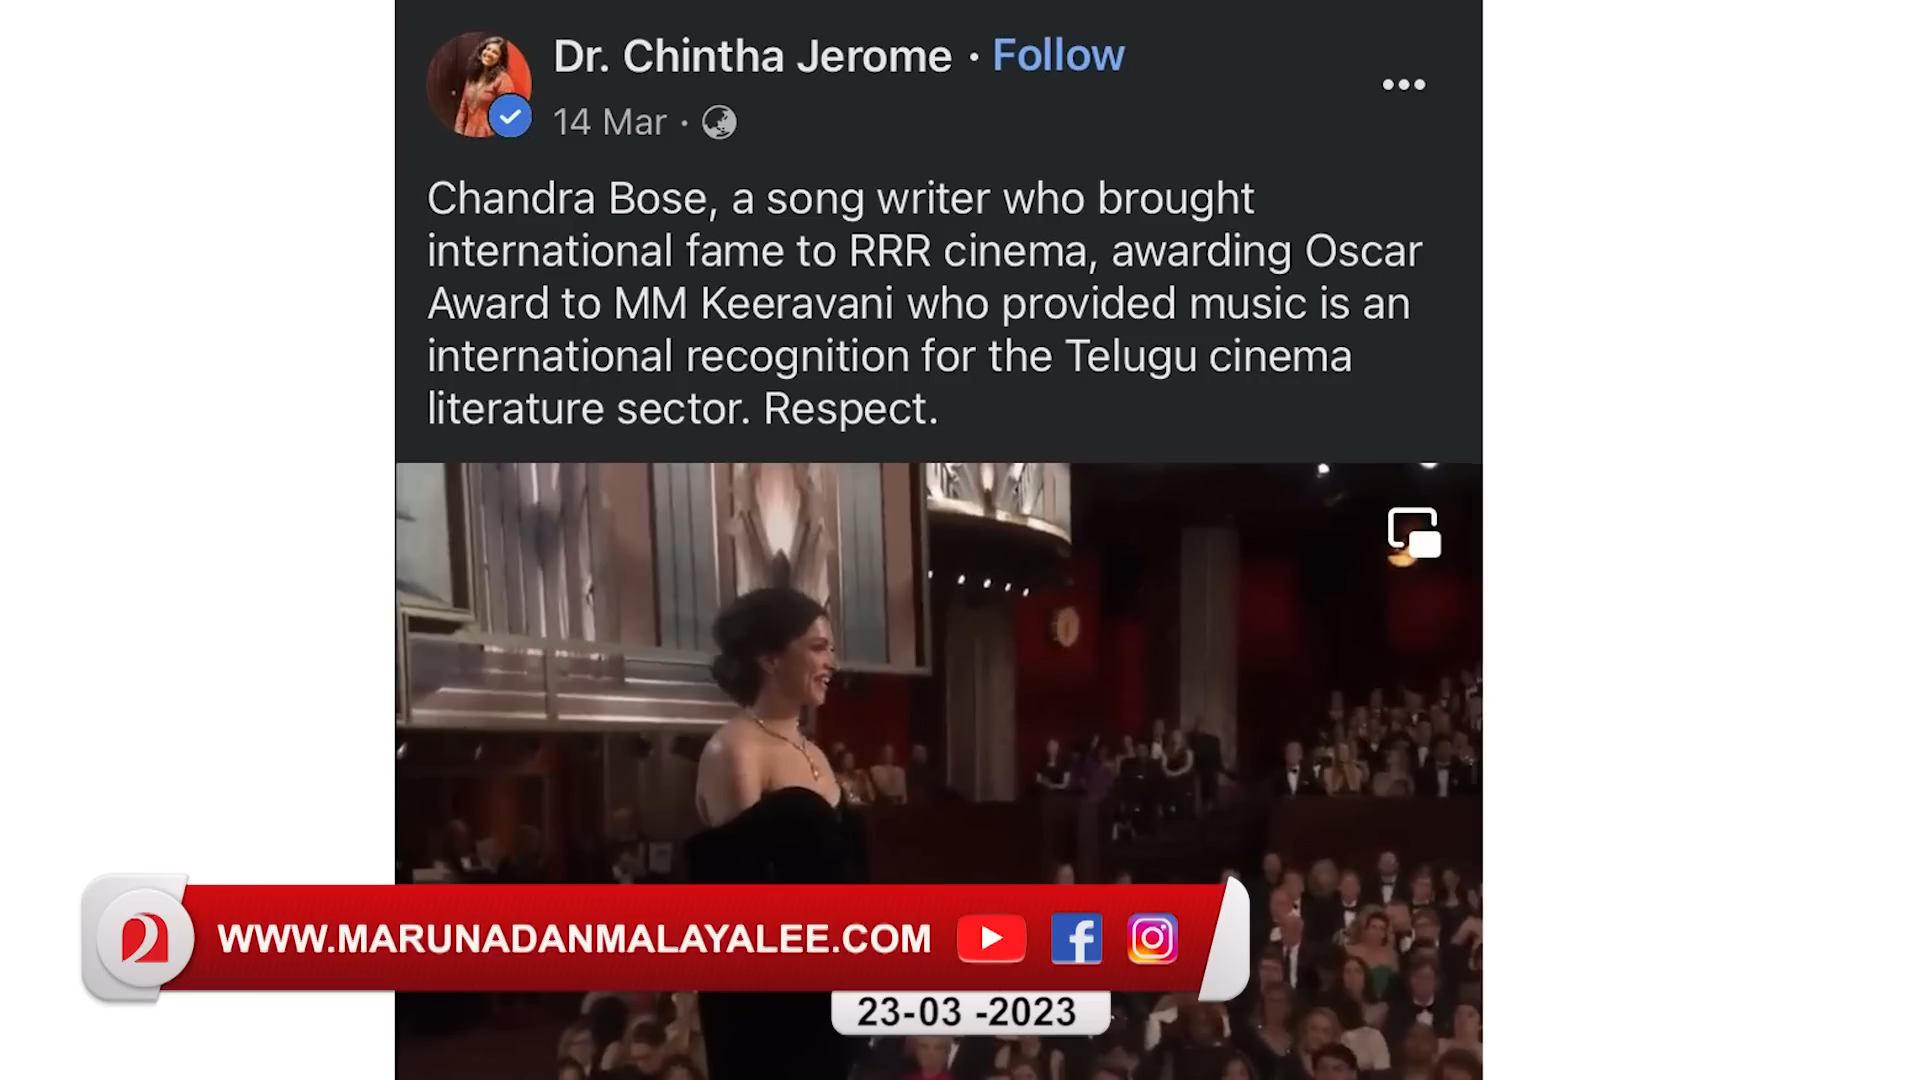 Dr. Chintha Jerome · Follow
14 Mar ·
Chandra Bose, a song writer who brought
international fame to RRR cinema, awarding Oscar
Award to MM Keeravani who provided music is an
international recognition for the Telugu cinema
literature sector. Respect.
WWW.MARUNADANMALAYALEE.COM
23-03 -2023